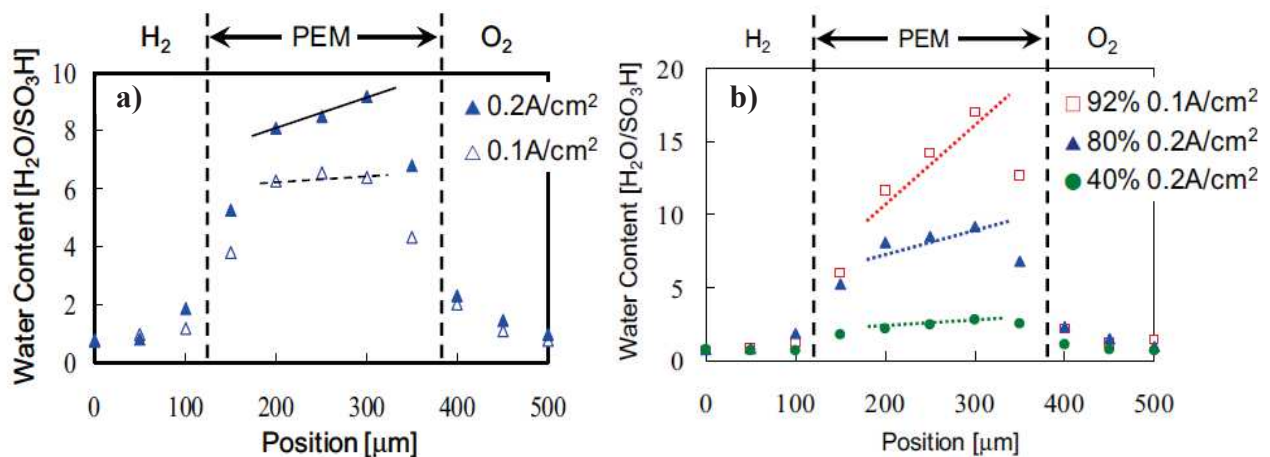 H₂ PEM O₂
a)
0.2A/cm²
0.1A/cm²
Water Content [H₂O/SO₃H]
10
8
6
4
2
0
0 100 200 300 400 500
Position [μm]
H₂ PEM O₂
b)
92% 0.1A/cm²
80% 0.2A/cm²
40% 0.2A/cm²
Water Content [H₂O/SO₃H]
20
15
10
5
0
0 100 200 300 400 500
Position [μm]